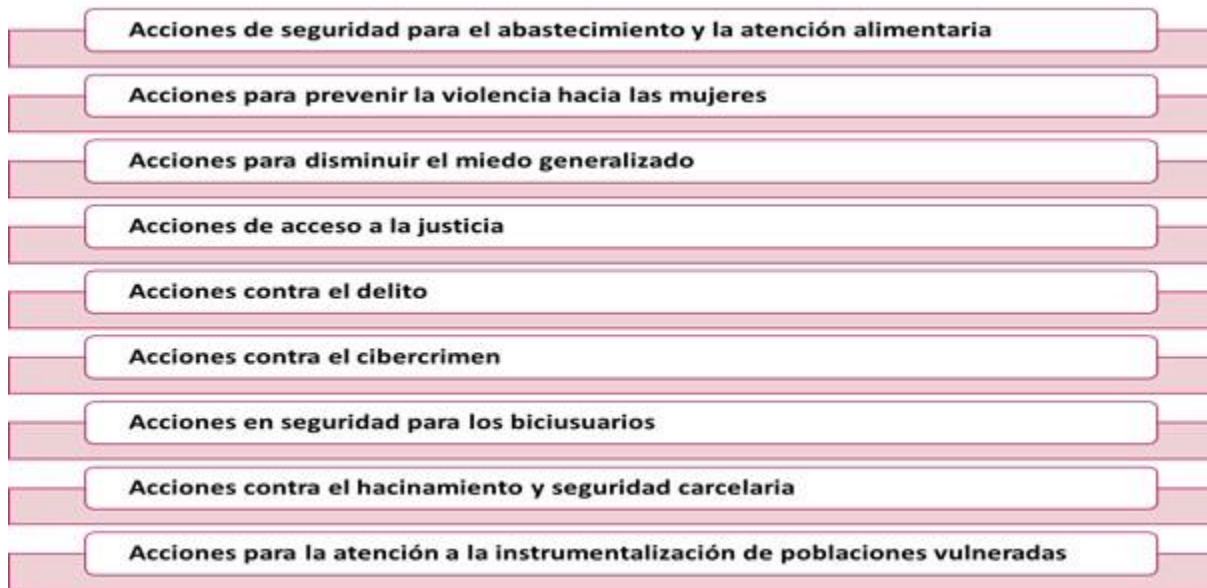 Acciones de seguridad para el abastecimiento y la atención alimentaria
Acciones para prevenir la violencia hacia las mujeres
Acciones para disminuir el miedo generalizado
Acciones de acceso a la justicia
Acciones contra el delito
Acciones contra el cibercrimen
Acciones en seguridad para los biciusuarios
Acciones contra el hacinamiento y seguridad carcelaria
Acciones para la atención a la instrumentalización de poblaciones vulneradas